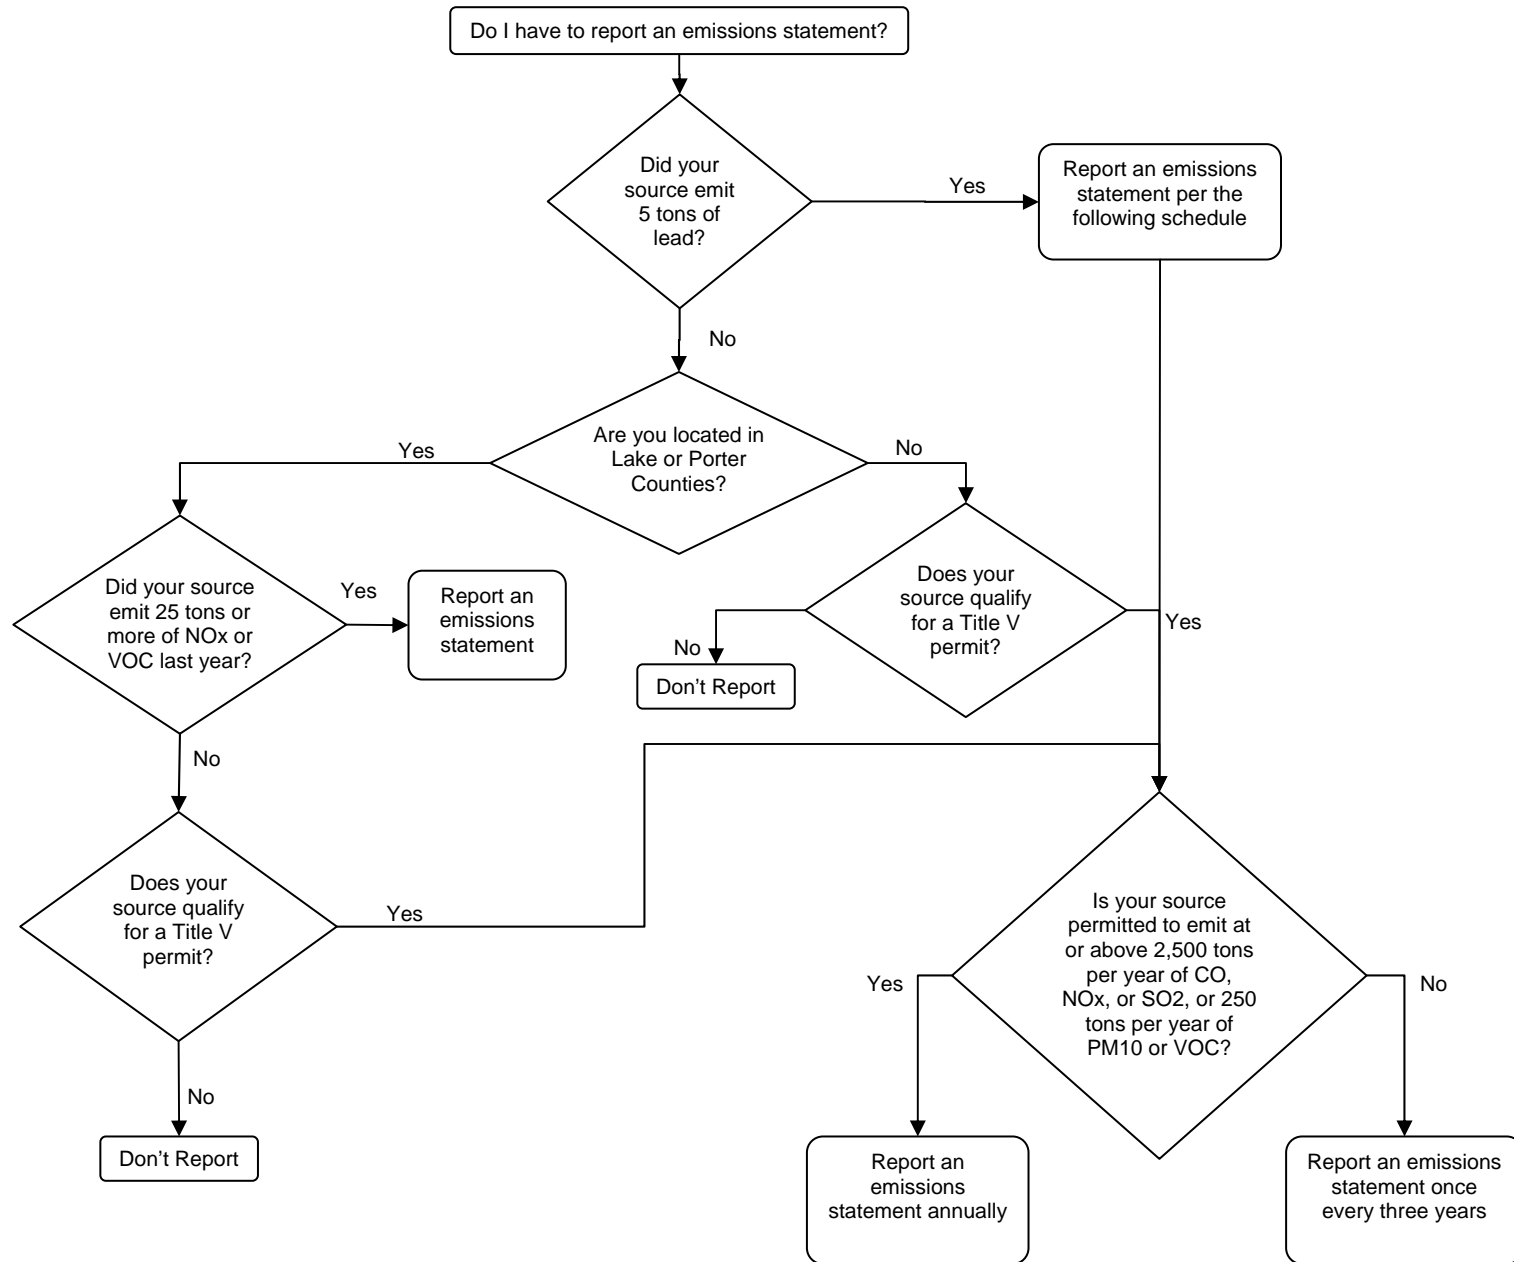 Do I have to report an emissions statement?
Did your
source emit
5 tons of
lead?
Yes
Report an emissions
statement per the
following schedule
No
Are you located in
Lake or Porter
Counties?
Yes
No
Did your source
emit 25 tons or
more of NOx or
VOC last year?
Yes
Report an
emissions
statement
Does your
source qualify
for a Title V
permit?
No
Yes
Don’t Report
No
Does your
source qualify
for a Title V
permit?
Yes
Is your source
permitted to emit at
or above 2,500 tons
per year of CO,
NOx, or SO2, or 250
tons per year of
PM10 or VOC?
Yes
No
No
Don’t Report
Report an
emissions
statement annually
Report an emissions
statement once
every three years